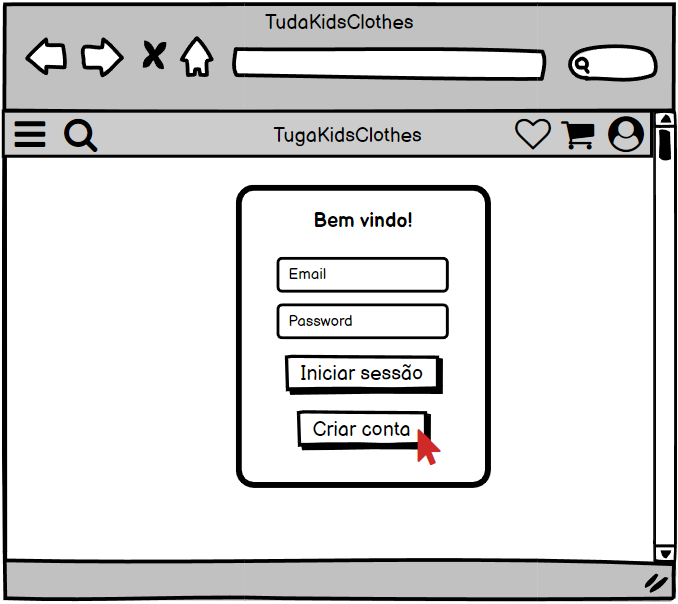 TudaKidsClothes
TugaKidsClothes
Bem vindo!
Email
Password
Iniciar sessão
Criar conta